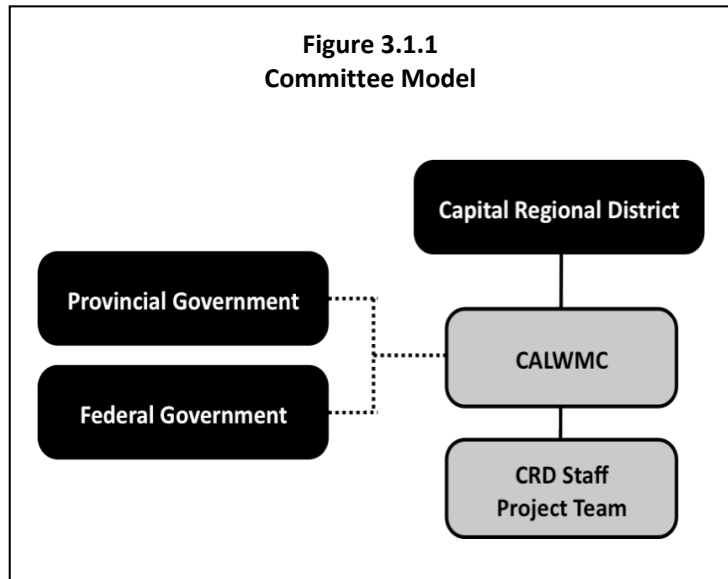 Figure 3.1.1
Committee Model
Capital Regional District
Provincial Government
CALWMC
Federal Government
CRD Staff
Project Team